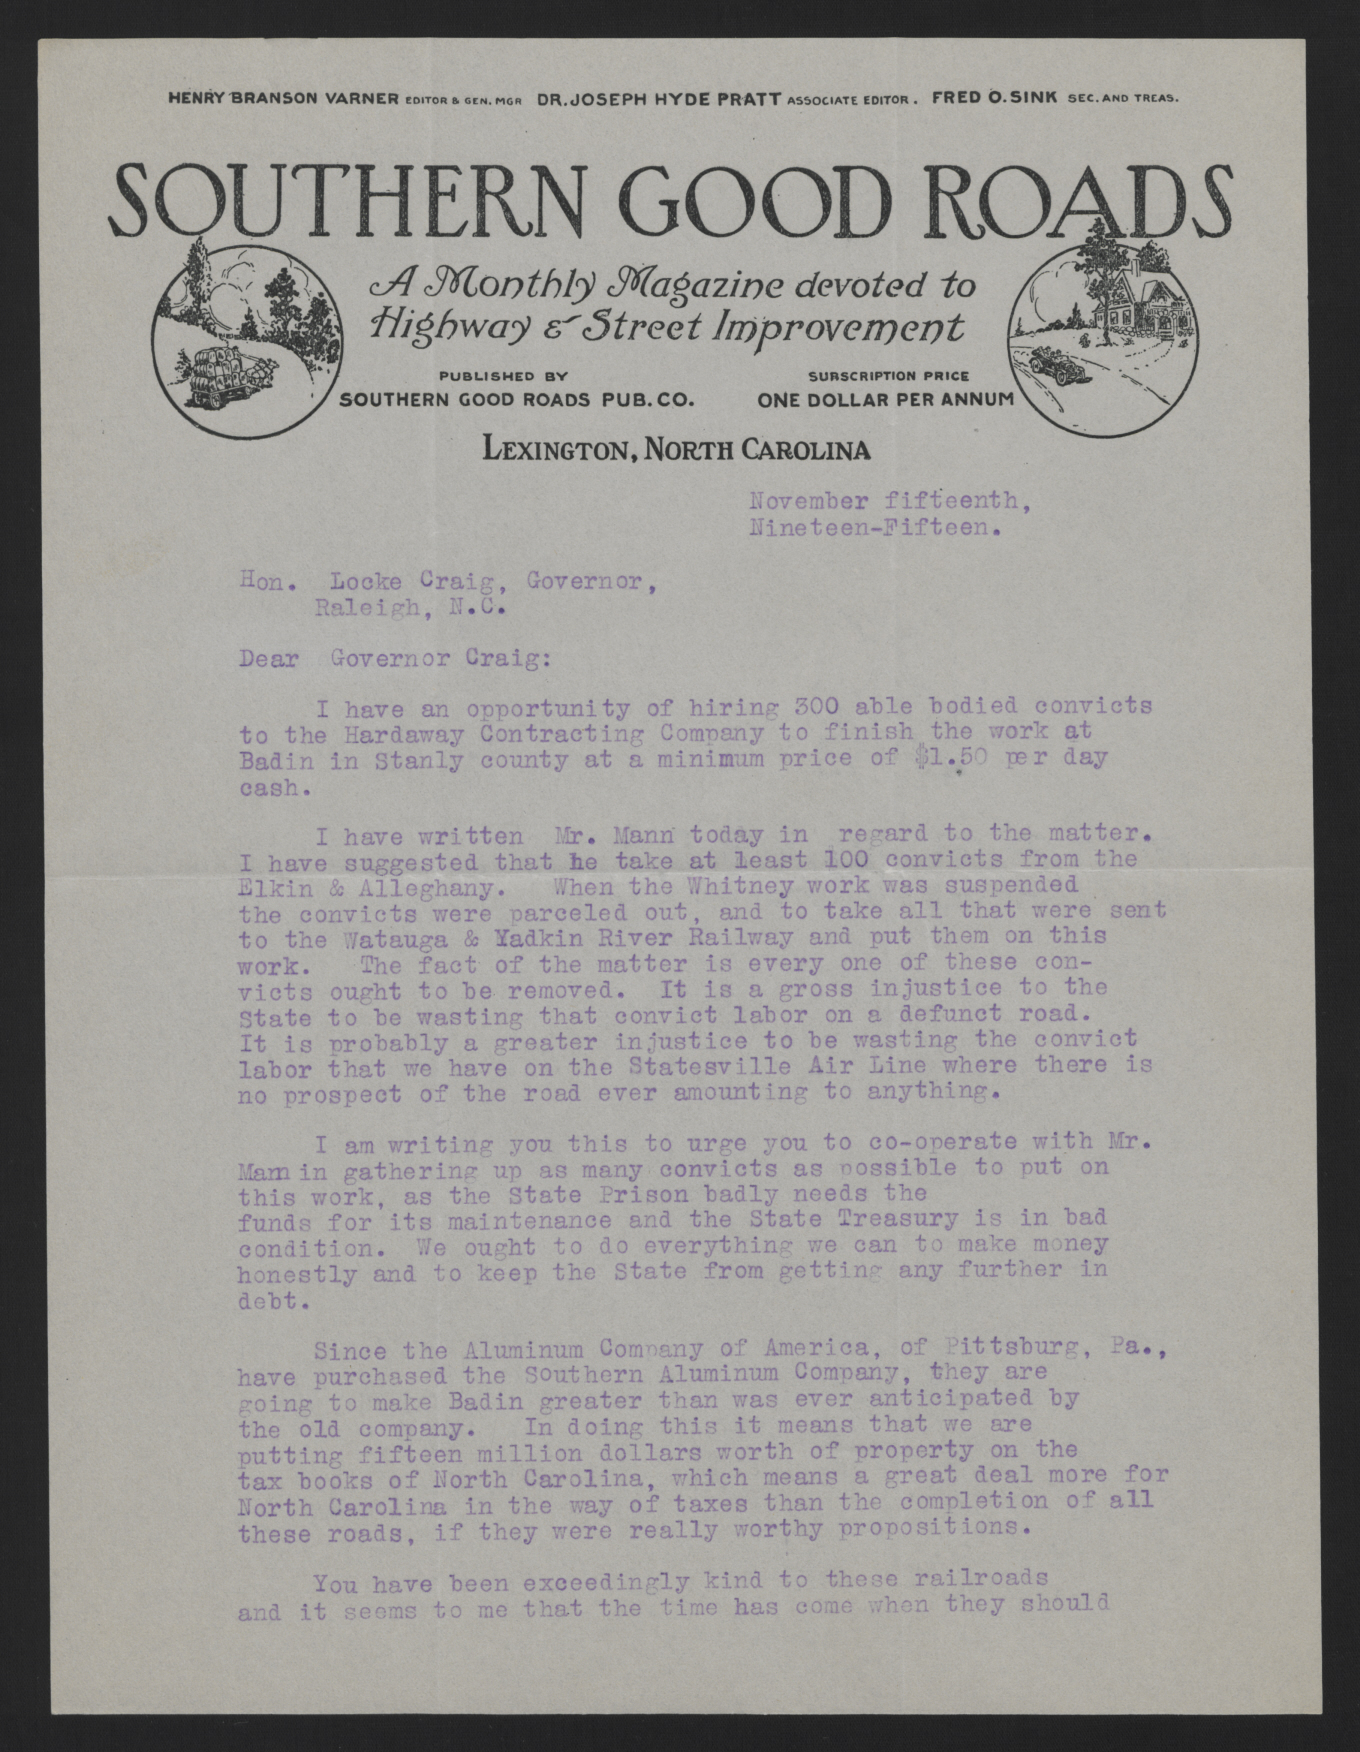 HENRY BRANSON VARNER EDITOR & GEN. MGR DR. JOSEPH HYDE PRATT ASSOCIATE EDITOR. FRED O. SINK SEC. AND TREAS.
SOUTHERN GOOD ROADS
A Monthly Magazine devoted to
Highway & Street Improvement
PUBLISHED BY
SOUTHERN GOOD ROADS PUB. CO.
SURSCRIPTION PRICE
ONE DOLLAR PER ANNUM
LEXINGTON, NORTH CAROLINA
November fifteenth,
Nineteen-Fifteen.
Hon. Locke Craig, Governor,
Raleigh, N.C.
Dear Governor Craig:
I have an opportunity of hiring 300 able bodied convicts
to the Hardaway Contracting Company to finish the work at
Badin in Stanly county at a minimum price of $1.50 per day
cash.
I have written Mr. Mann today in regard to the matter.
I have suggested that he take at least 100 convicts from the
Elkin & Alleghany. When the Whitney work was suspended
the convicts were parceled out, and to take all that were sent
to the Watauga & Yadkin River Railway and put them on this
work. The fact of the matter is every one of these con-
victs ought to be removed. It is a gross injustice to the
State to be wasting that convict labor on a defunct road.
It is probably a greater injustice to be wasting the convict
labor that we have on the Statesville Air Line where there is
no prospect of the road ever amounting to anything.
I am writing you this to urge you to co-operate with Mr.
Mann in gathering up as many convicts as possible to put on
this work, as the State Prison badly needs the
funds for its maintenance and the State Treasury is in bad
condition. We ought to do everything we can to make money
honestly and to keep the State from getting any further in
debt.
Since the Aluminum Company of America, of Pittsburg, Pa.,
have purchased the Southern Aluminum Company, they are
going to make Badin greater than was ever anticipated by
the old company. In doing this it means that we are
putting fifteen million dollars worth of property on the
tax books of North Carolina, which means a great deal more for
North Carolina in the way of taxes than the completion of all
these roads, if they were really worthy propositions.
You have been exceedingly kind to these railroads
and it seems to me that the time has come when they should